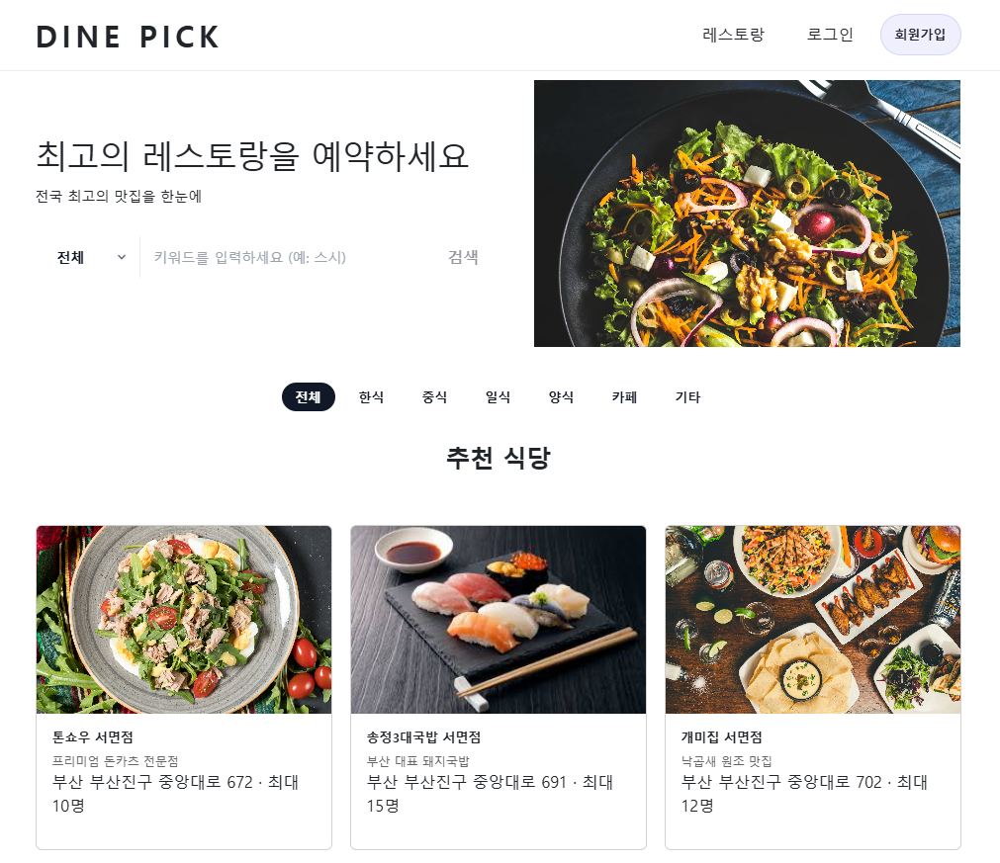 DINE PICK
레스토랑
로그인
회원가입
최고의 레스토랑을 예약하세요
전국 최고의 맛집을 한눈에
전체
키워드를 입력하세요 (예: 스시)
검색
전체
한식
중식
일식
양식
카페
기타
추천 식당
톤쇼우 서면점
프리미엄 돈카츠 전문점
부산 부산진구 중앙대로 672 · 최대
10명
송정3대국밥 서면점
부산 대표 돼지국밥
부산 부산진구 중앙대로 691 · 최대
15명
개미집 서면점
낙곱새 원조 맛집
부산 부산진구 중앙대로 702 · 최대
12명